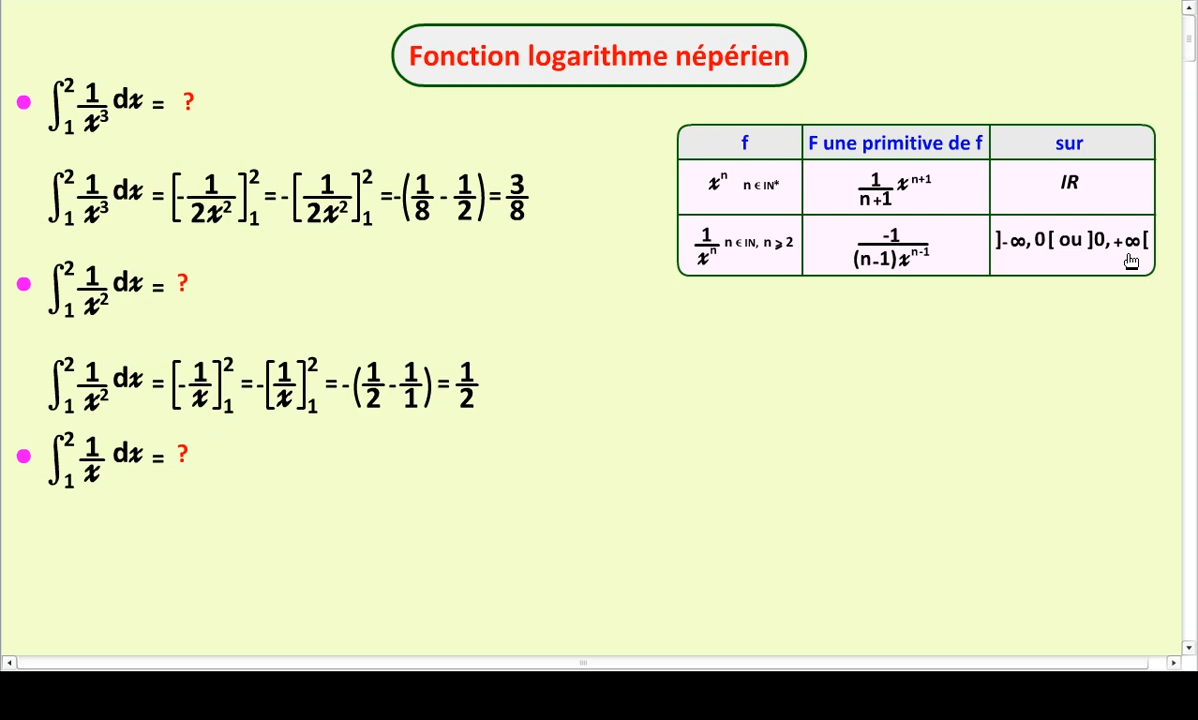 Fonction logarithme népérien
∫₁² 1/x³ dx = ?
∫₁² 1/x³ dx = [-1/2x²]₁² = -[1/2x²]₁² = -(1/8 - 1/2) = 3/8
∫₁² 1/x² dx = ?
∫₁² 1/x² dx = [-1/x]₁² = -[1/x]₁² = -(1/2 - 1/1) = 1/2
∫₁² 1/x dx = ?
f F une primitive de f sur
xⁿ n ∈ IN* 1/(n+1) xⁿ⁺¹ IR
1/xⁿ n ∈ IN, n ⩾ 2 -1/((n-1)xⁿ⁻¹) ]-∞, 0[ ou ]0, +∞[